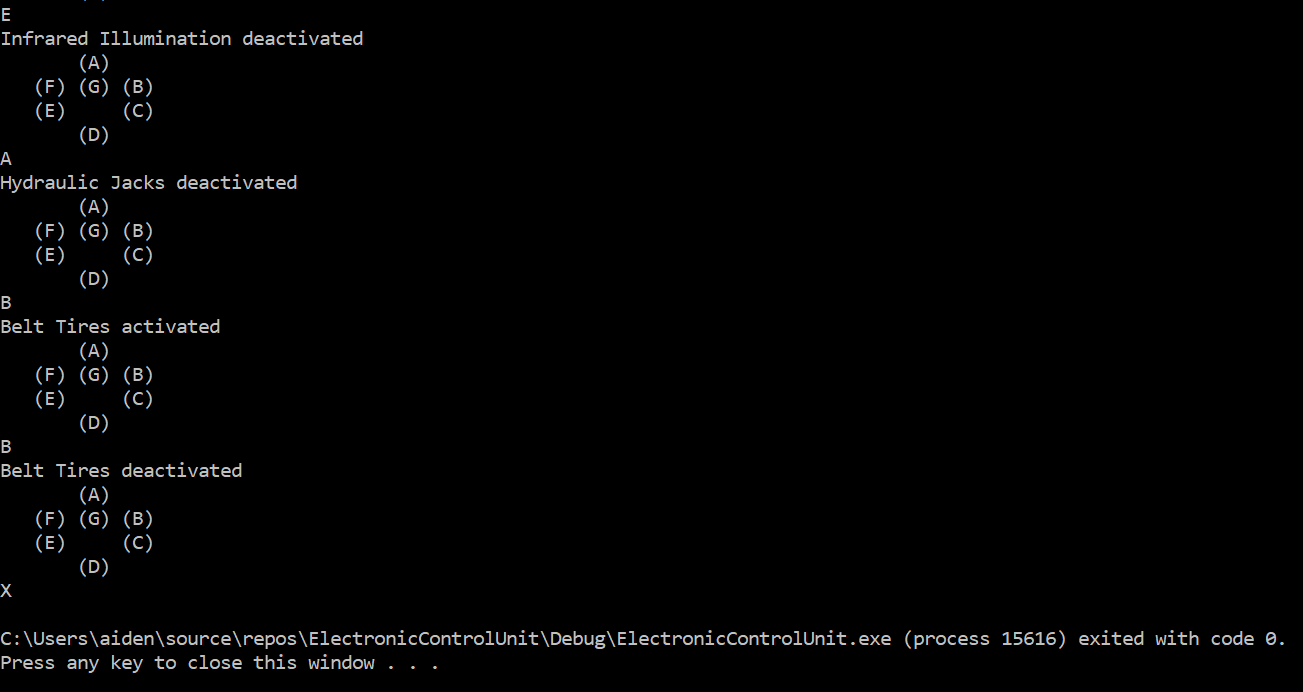 E
Infrared Illumination deactivated
(A)
(F) (G) (B)
(E) (C)
(D)
A
Hydraulic Jacks deactivated
(A)
(F) (G) (B)
(E) (C)
(D)
B
Belt Tires activated
(A)
(F) (G) (B)
(E) (C)
(D)
B
Belt Tires deactivated
(A)
(F) (G) (B)
(E) (C)
(D)
X
C:\Users\aiden\source\repos\ElectronicControlUnit\Debug\ElectronicControlUnit.exe (process 15616) exited with code 0.
Press any key to close this window . . .